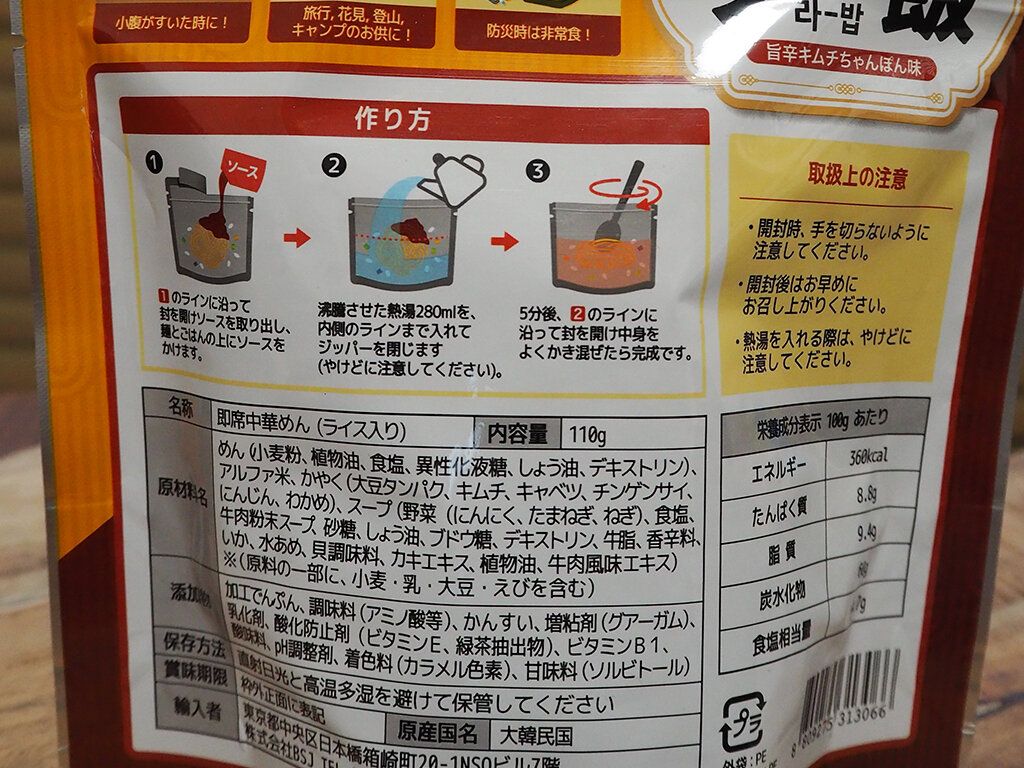 小腹がすいた時に！
旅行，花見，登山，
キャンプのお供に！
防災時は非常食！
라-밥
飯
旨辛キムチちゃんぽん味
作り方
1
ソース
2
3
1のラインに沿って
封を開けソースを取り出し、
麺とごはんの上にソースを
かけます。
沸騰させた熱湯280mlを、
内側のラインまで入れて
ジッパーを閉じます
(やけどに注意してください)。
5分後、2のラインに
沿って封を開け中身を
よくかき混ぜたら完成です。
取扱上の注意
・開封時、手を切らないように
注意してください。
・開封後はお早めに
お召し上がりください。
・熱湯を入れる際は、やけどに
注意してください。
名称
即席中華めん (ライス入り)
内容量
110g
原材料名
めん (小麦粉、植物油、食塩、異性化液糖、しょう油、デキストリン)、
アルファ米、かやく (大豆タンパク、キムチ、キャベツ、チンゲンサイ、
にんじん、わかめ)、スープ (野菜 (にんにく、たまねぎ、ねぎ)、食塩、
牛肉粉末スープ、砂糖、しょう油、ブドウ糖、デキストリン、牛脂、香辛料、
いか、水あめ、貝調味料、カキエキス、植物油、牛肉風味エキス)
※(原料の一部に、小麦・乳・大豆・えびを含む)
添加物
加工でんぷん、調味料 (アミノ酸等)、かんすい、増粘剤 (グアーガム)、
乳化剤、酸化防止剤 (ビタミンE、緑茶抽出物)、ビタミンB1、
酸味料、pH調整剤、着色料 (カラメル色素)、甘味料 (ソルビトール)
保存方法
直射日光と高温多湿を避けて保管してください
賞味期限
枠外正面に表記
輸入者
東京都中央区日本橋箱崎町20-1NSOビル7階
株式会社BSJ TEL
原産国名
大韓民国
栄養成分表示 100g あたり
エネルギー
360kcal
たんぱく質
8.8g
脂質
9.4g
炭水化物
60g
食塩相当量
プラ
外袋：PE
8 809275 313066